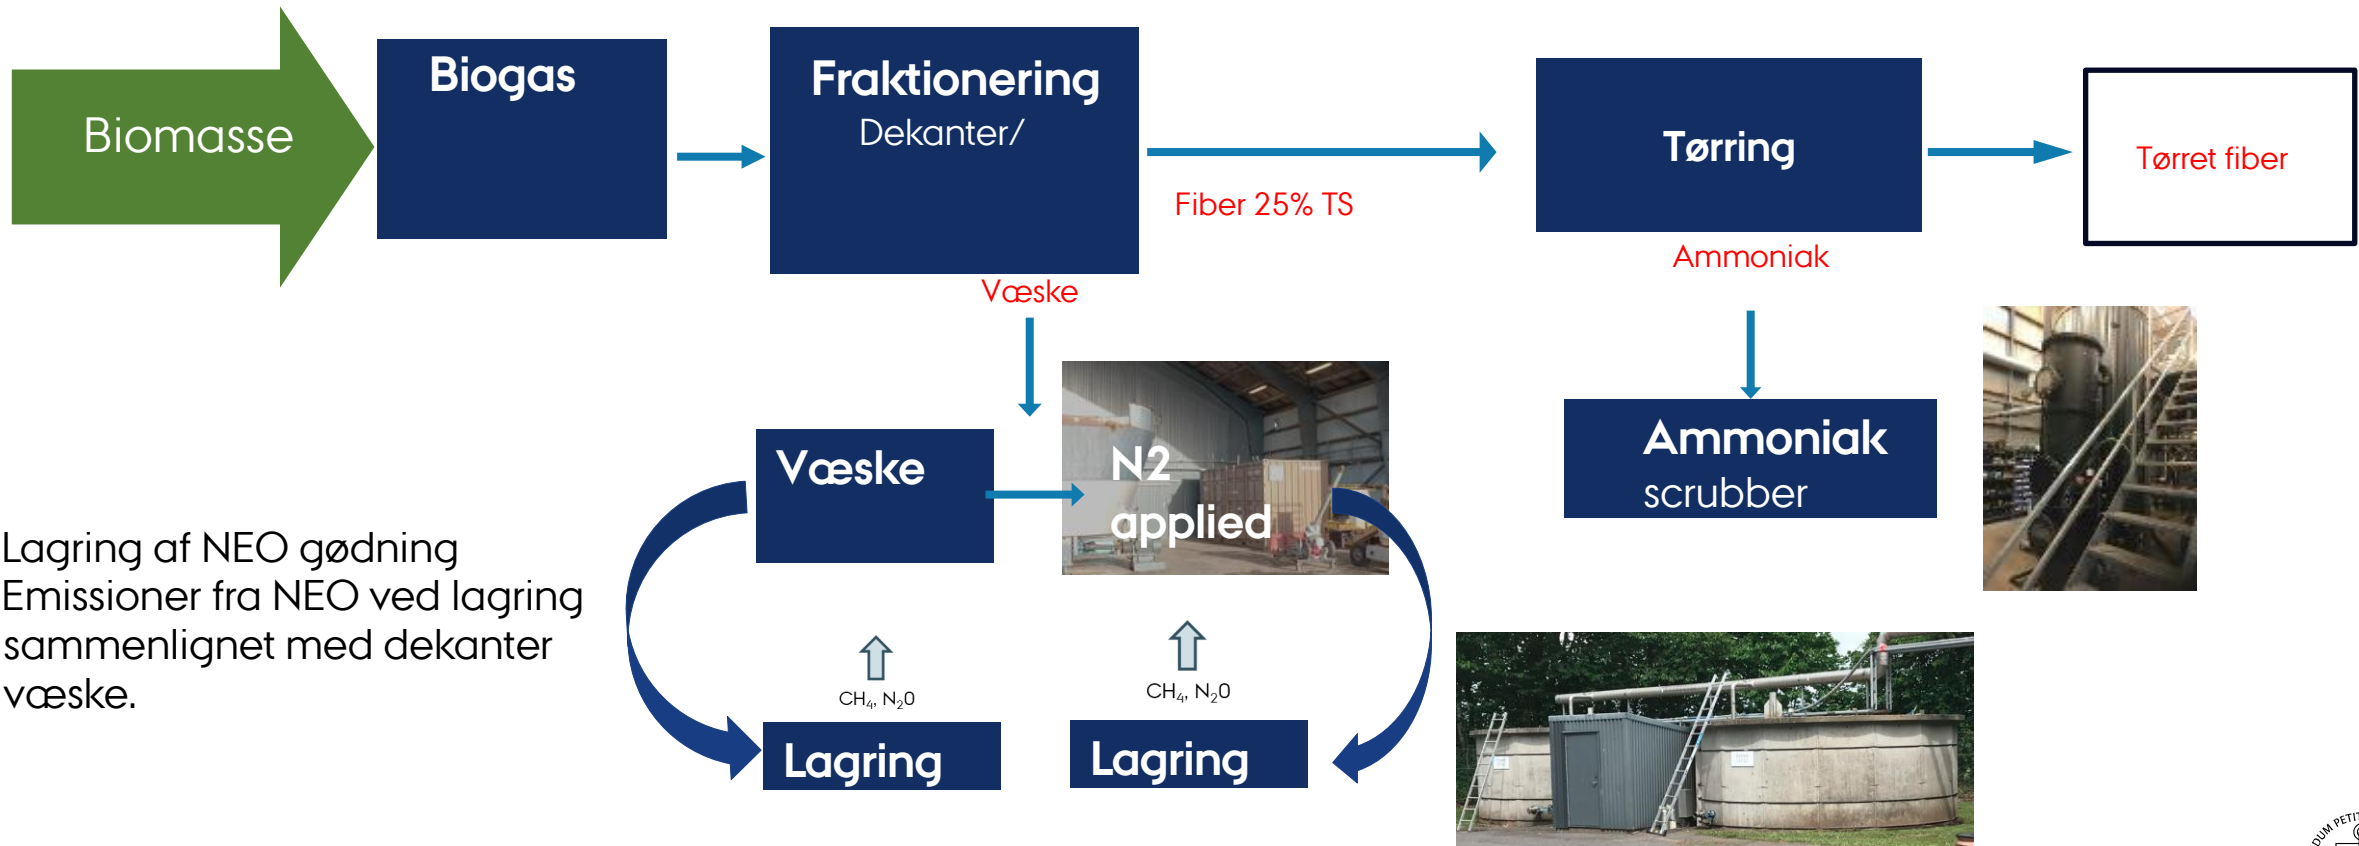 Biomasse
Biogas
Fraktionering
Dekanter/
Fiber 25% TS
Tørring
Tørret fiber
Ammoniak
Væske
Væske
N2
applied
Ammoniak
scrubber
Lagring af NEO gødning
Emissioner fra NEO ved lagring
sammenlignet med dekanter
væske.
CH₄, N₂0
CH₄, N₂0
Lagring
Lagring